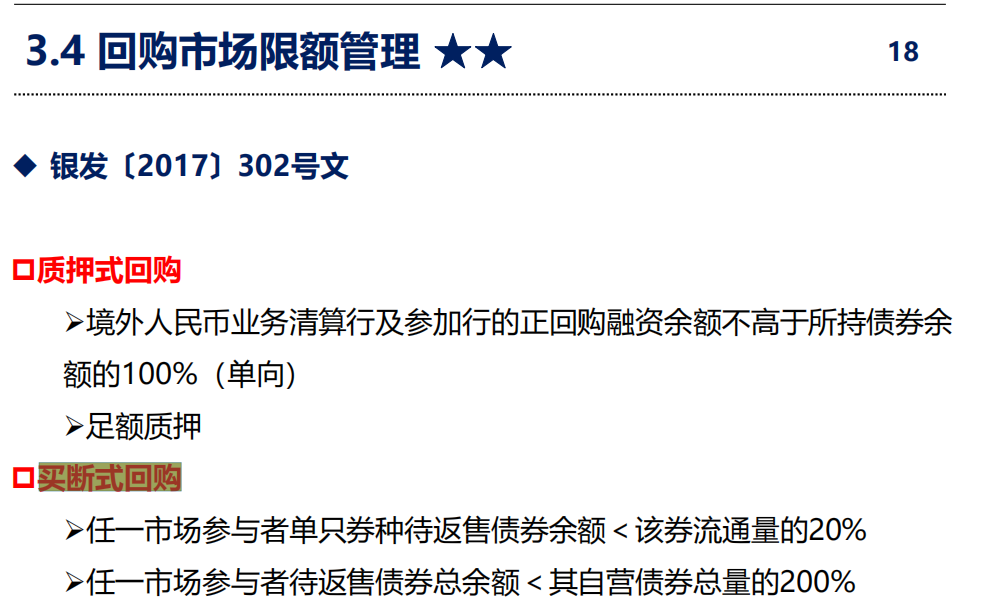 3.4 回购市场限额管理 ★★
18
◆ 银发〔2017〕302号文
质押式回购
➢境外人民币业务清算行及参加行的正回购融资余额不高于所持债券余
额的100%（单向）
➢足额质押
买断式回购
➢任一市场参与者单只券种待返售债券余额＜该券流通量的20%
➢任一市场参与者待返售债券总余额＜其自营债券总量的200%